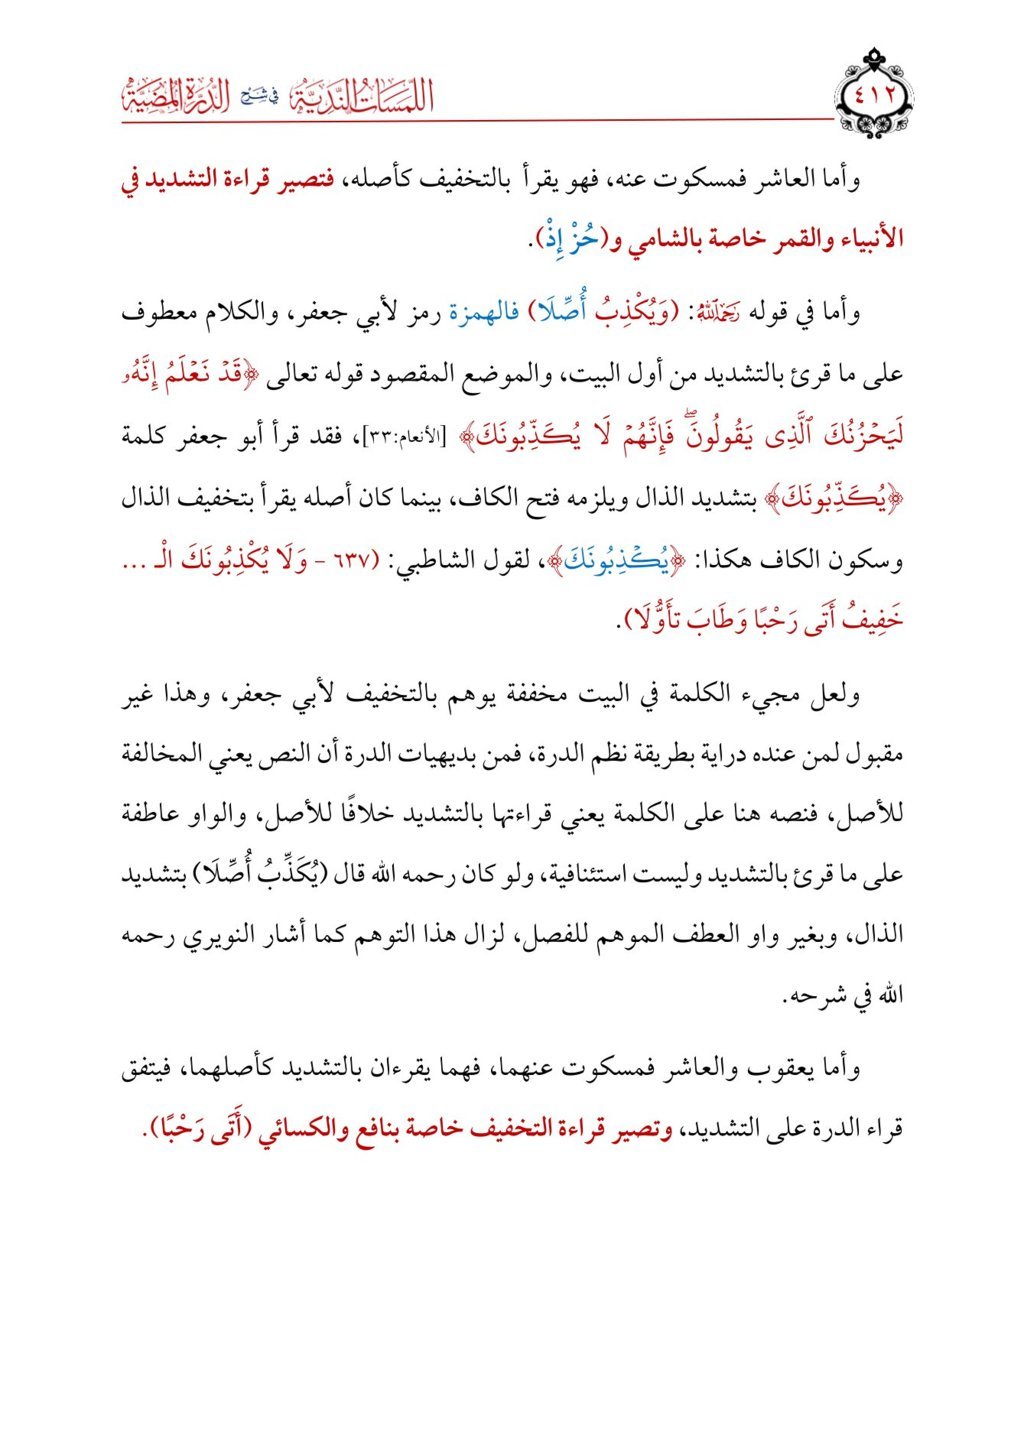 ٤١٢
اللمسات الندية في شرح الدرة المضية
وأما العاشر فمسكوت عنه، فهو يقرأ بالتخفيف كأصله، فتصير قراءة التشديد في
الأنبياء والقمر خاصة بالشامي و(حُزْ إِذْ).
وأما في قوله رَحِمَهُ ٱللَّهُ: (وَيُكْذِبُ أُصِّلَا) فالهمزة رمز لأبي جعفر، والكلام معطوف
على ما قرئ بالتشديد من أول البيت، والموضع المقصود قوله تعالى ﴿قَدۡ نَعۡلَمُ إِنَّهُۥ
لَيَحۡزُنُكَ ٱلَّذِى يَقُولُونَۖ فَإِنَّهُمۡ لَا يُكَذِّبُونَكَ﴾ [الأنعام:٣٣]، فقد قرأ أبو جعفر كلمة
﴿يُكَذِّبُونَكَ﴾ بتشديد الذال ويلزمه فتح الكاف، بينما كان أصله يقرأ بتخفيف الذال
وسكون الكاف هكذا: ﴿يُكۡذِبُونَكَ﴾، لقول الشاطبي: (٦٣٧ - وَلَا يُكْذِبُونَكَ الْـ ...
خَفِيفُ أَتَى رَحْبًا وَطَابَ تأَوُّلَا).
ولعل مجيء الكلمة في البيت مخففة يوهم بالتخفيف لأبي جعفر، وهذا غير
مقبول لمن عنده دراية بطريقة نظم الدرة، فمن بديهيات الدرة أن النص يعني المخالفة
للأصل، فنصه هنا على الكلمة يعني قراءتها بالتشديد خلافًا للأصل، والواو عاطفة
على ما قرئ بالتشديد وليست استئنافية، ولو كان رحمه الله قال (يُكَذِّبُ أُصِّلَا) بتشديد
الذال، وبغير واو العطف الموهم للفصل، لزال هذا التوهم كما أشار النويري رحمه
الله في شرحه.
وأما يعقوب والعاشر فمسكوت عنهما، فهما يقرءان بالتشديد كأصلهما، فيتفق
قراء الدرة على التشديد، وتصير قراءة التخفيف خاصة بنافع والكسائي (أَتَى رَحْبًا).